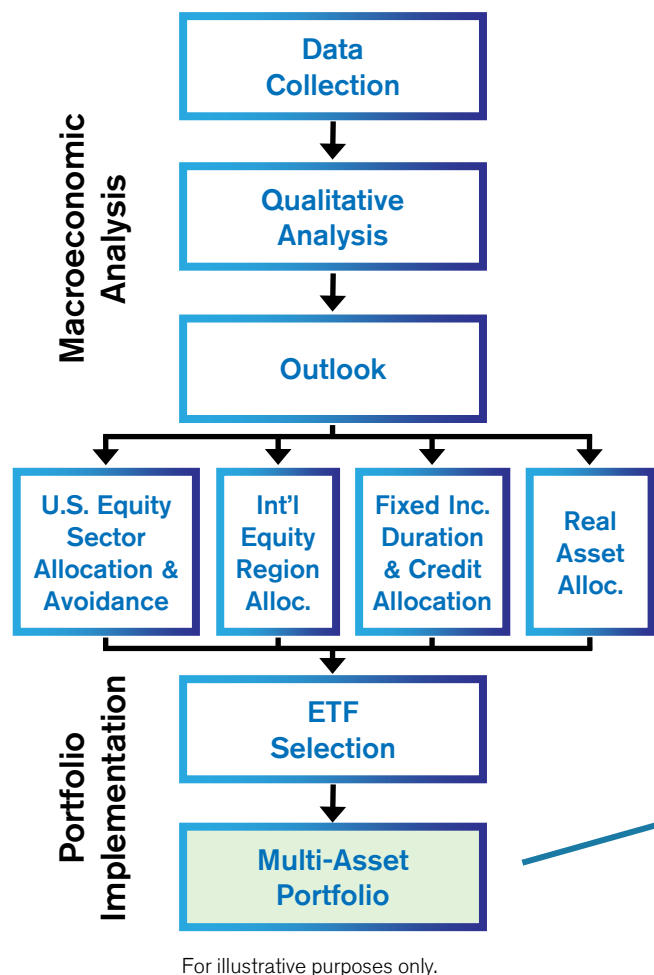 Data
Collection
Macroeconomic
Analysis
Qualitative
Analysis
Outlook
U.S. Equity
Sector
Allocation &
Avoidance
Int'l
Equity
Region
Alloc.
Fixed Inc.
Duration
& Credit
Allocation
Real
Asset
Alloc.
Portfolio
Implementation
ETF
Selection
Multi-Asset
Portfolio
For illustrative purposes only.